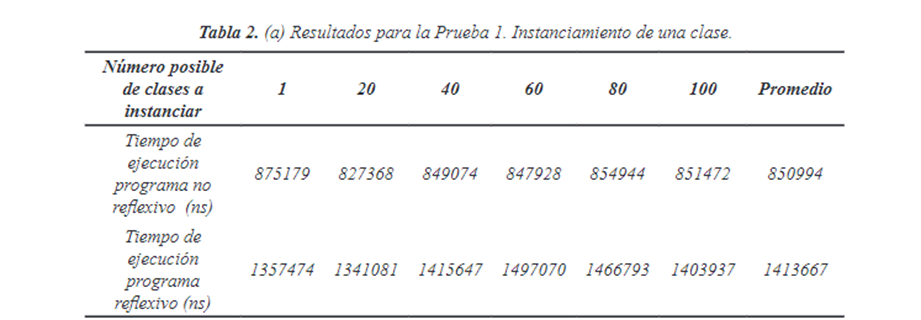 Tabla 2. (a) Resultados para la Prueba 1. Instanciamiento de una clase.
Número posible
de clases a
instanciar
1 20 40 60 80 100 Promedio
Tiempo de
ejecución
programa no
reflexivo (ns)
875179 827368 849074 847928 854944 851472 850994
Tiempo de
ejecución
programa
reflexivo (ns)
1357474 1341081 1415647 1497070 1466793 1403937 1413667